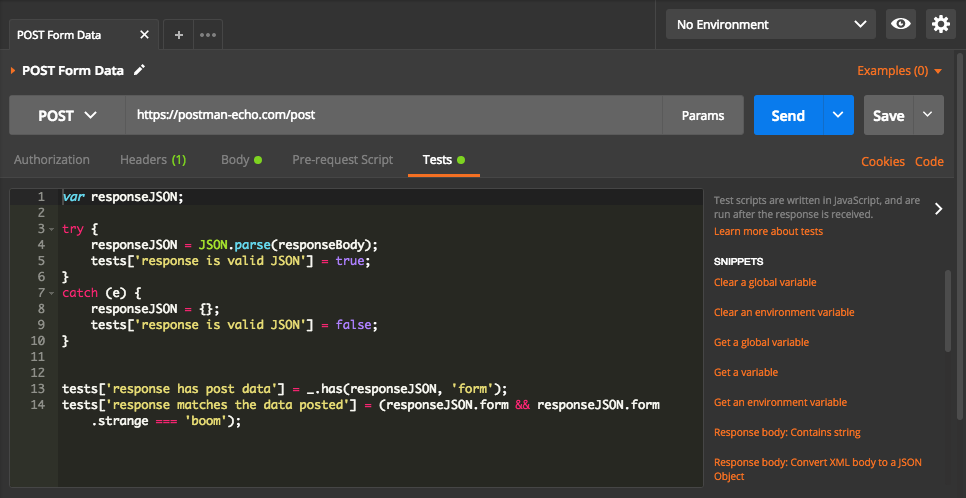 POST Form Data
No Environment
POST Form Data
Examples (0)
POST
https://postman-echo.com/post
Params
Send
Save
Authorization
Headers (1)
Body
Pre-request Script
Tests
Cookies
Code
1 var responseJSON;
2
3 try {
4 responseJSON = JSON.parse(responseBody);
5 tests['response is valid JSON'] = true;
6 }
7 catch (e) {
8 responseJSON = {};
9 tests['response is valid JSON'] = false;
10 }
11
12
13 tests['response has post data'] = _.has(responseJSON, 'form');
14 tests['response matches the data posted'] = (responseJSON.form && responseJSON.form
.strange === 'boom');
Test scripts are written in JavaScript, and are
run after the response is received.
Learn more about tests
SNIPPETS
Clear a global variable
Clear an environment variable
Get a global variable
Get a variable
Get an environment variable
Response body: Contains string
Response body: Convert XML body to a JSON
Object